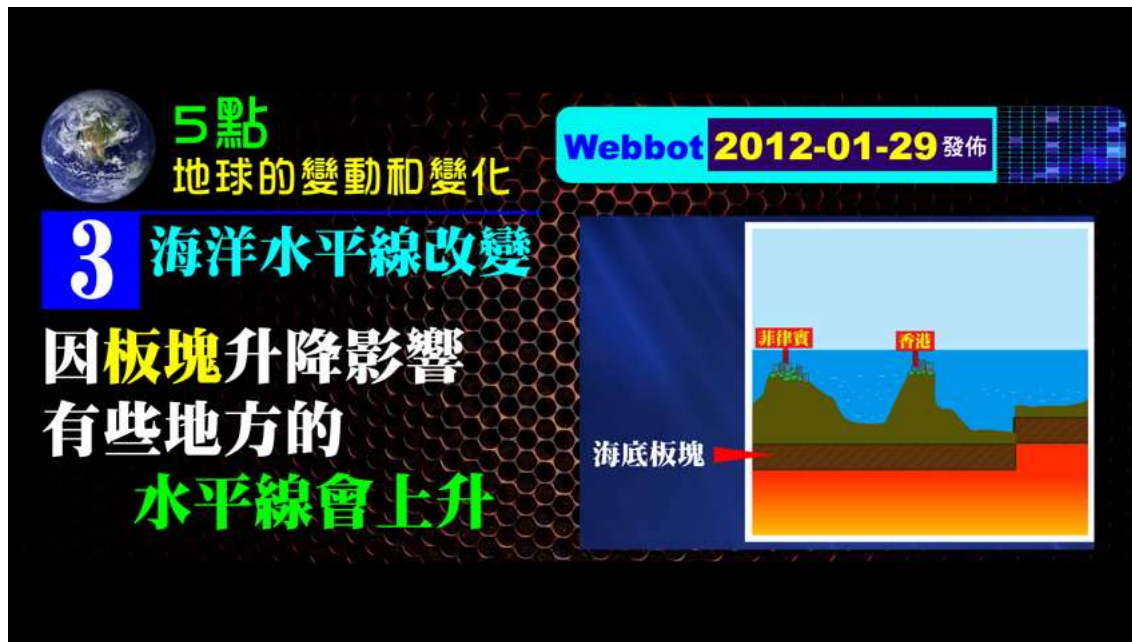 5點
地球的變動和變化
Webbot 2012-01-29 發佈
3 海洋水平線改變
因板塊升降影響
有些地方的
水平線會上升
菲律賓
香港
海底板塊